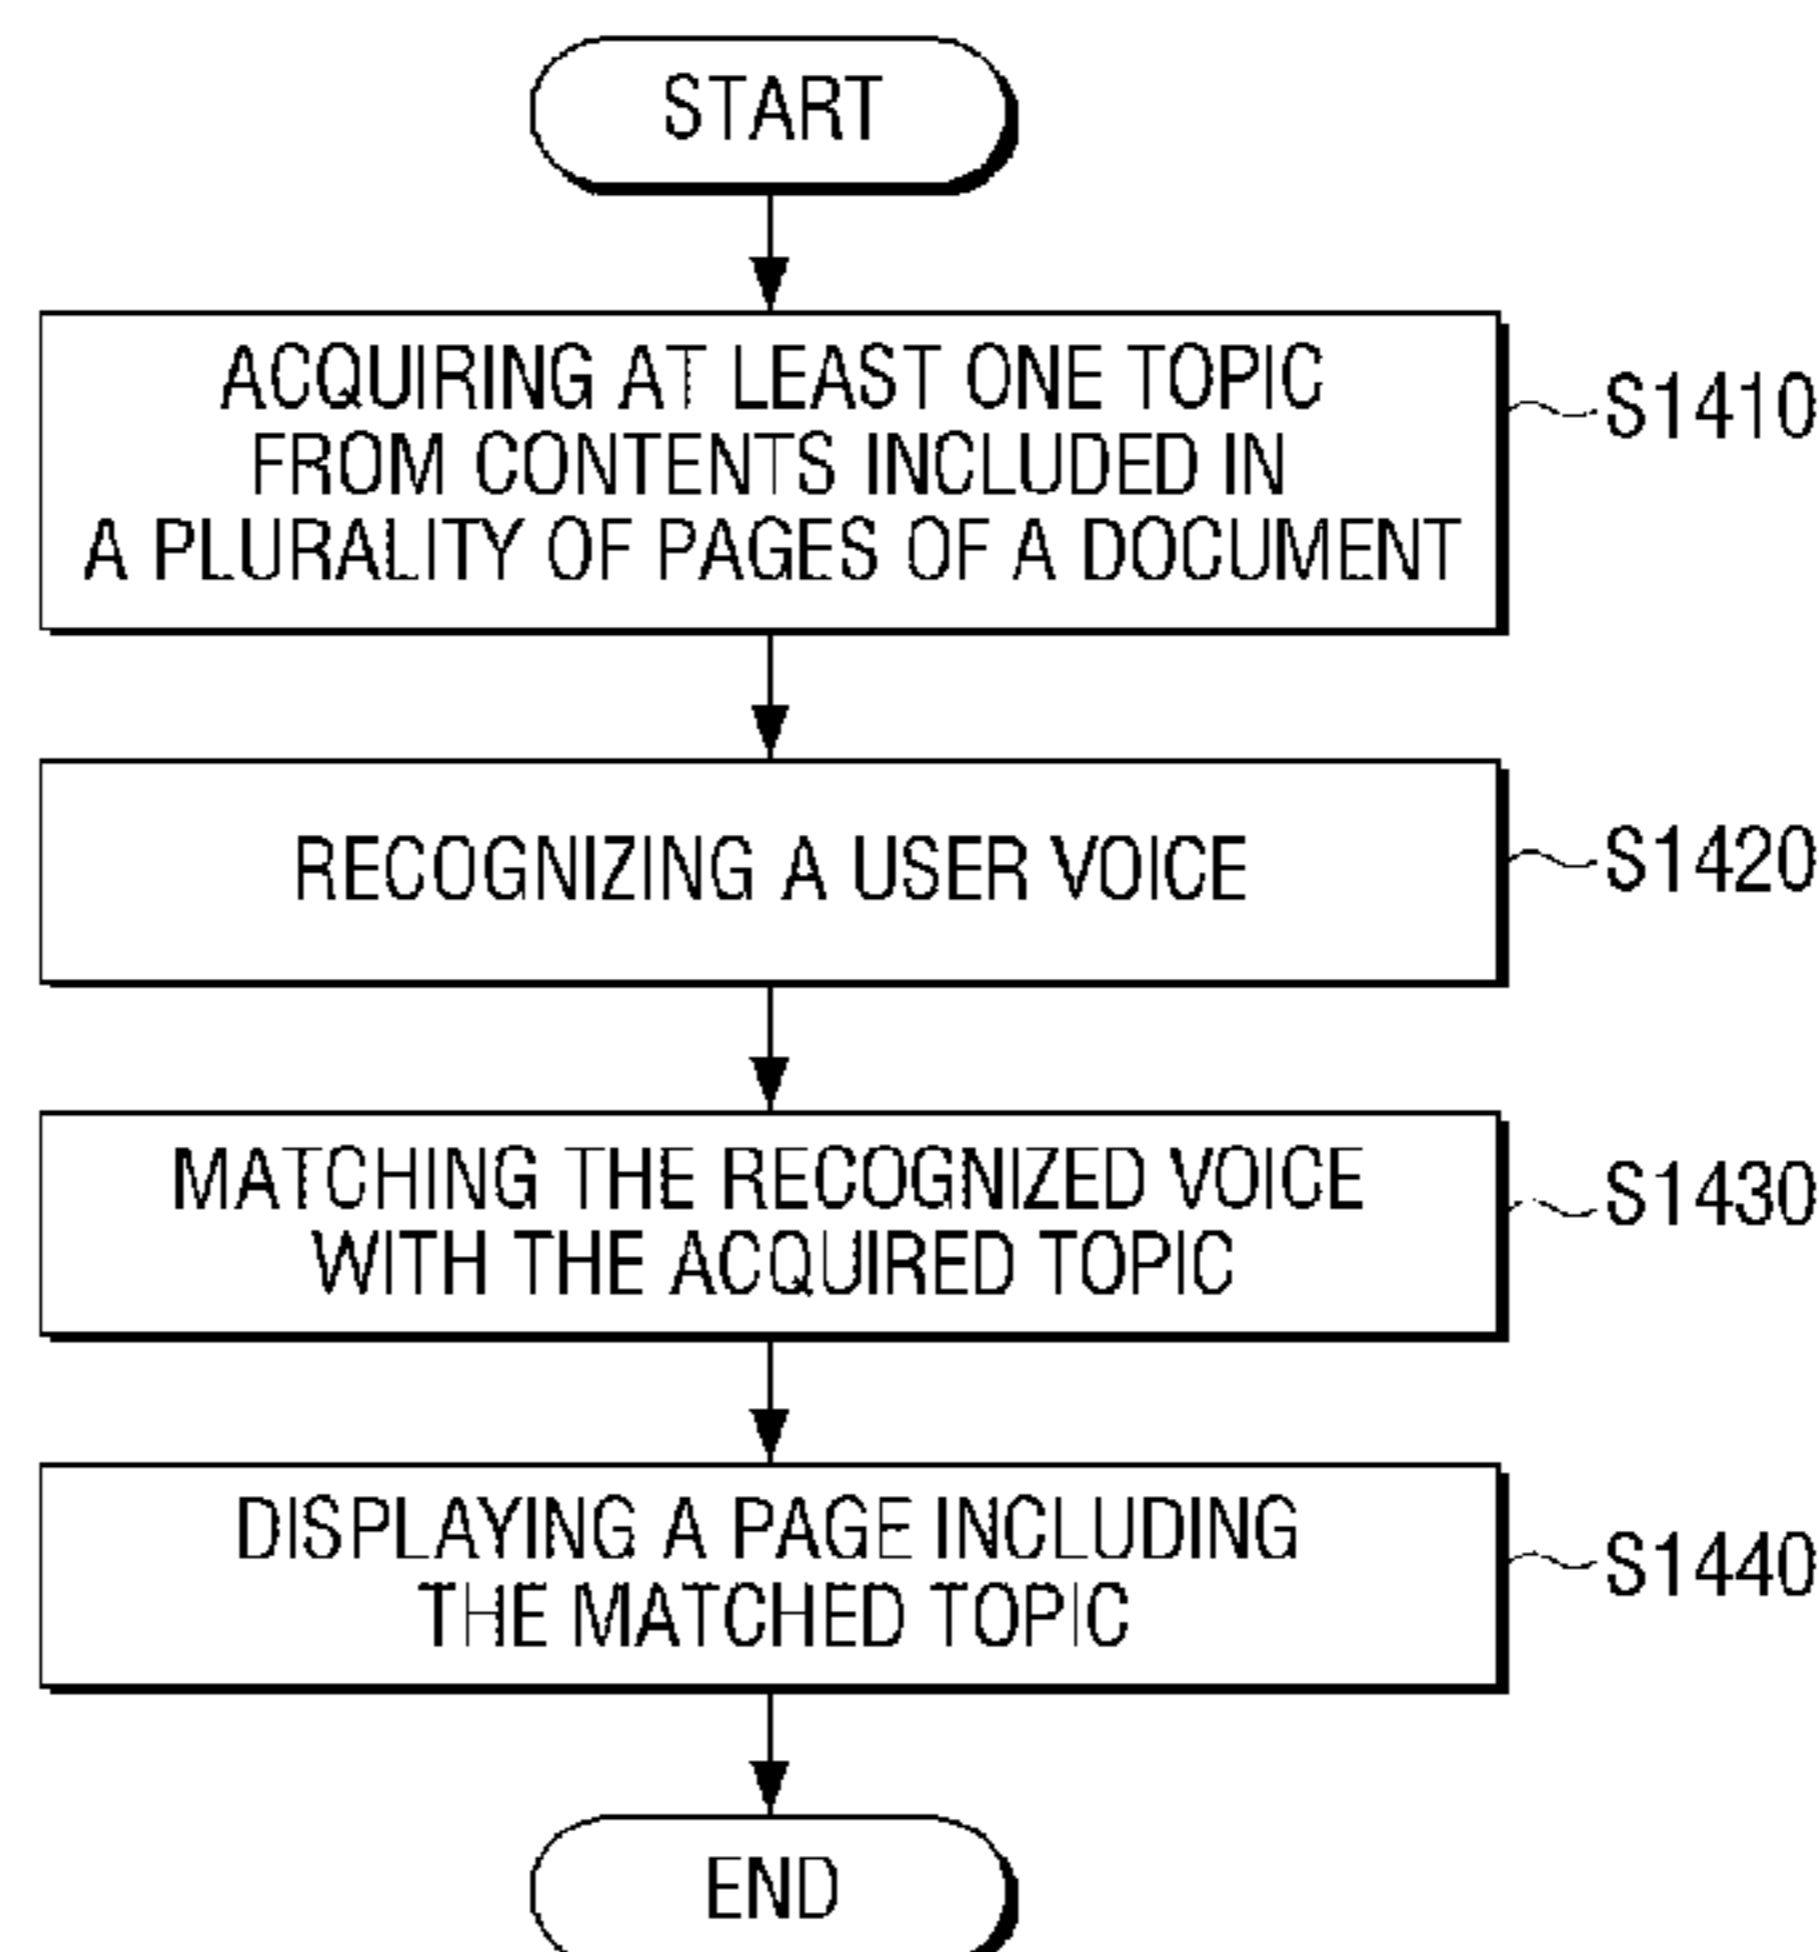 START
ACQUIRING AT LEAST ONE TOPIC
FROM CONTENTS INCLUDED IN
A PLURALITY OF PAGES OF A DOCUMENT
S1410
RECOGNIZING A USER VOICE
S1420
MATCHING THE RECOGNIZED VOICE
WITH THE ACQUIRED TOPIC
S1430
DISPLAYING A PAGE INCLUDING
THE MATCHED TOPIC
S1440
END